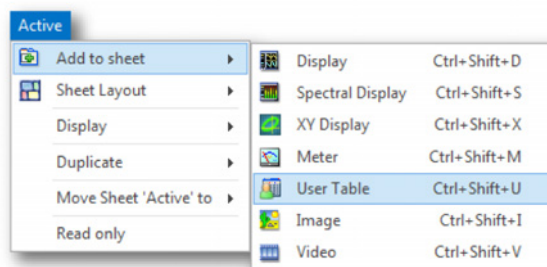 Active
Add to sheet
Sheet Layout
Display
Duplicate
Move Sheet 'Active' to
Read only
Display Ctrl+Shift+D
Spectral Display Ctrl+Shift+S
XY Display Ctrl+Shift+X
Meter Ctrl+Shift+M
User Table Ctrl+Shift+U
Image Ctrl+Shift+I
Video Ctrl+Shift+V